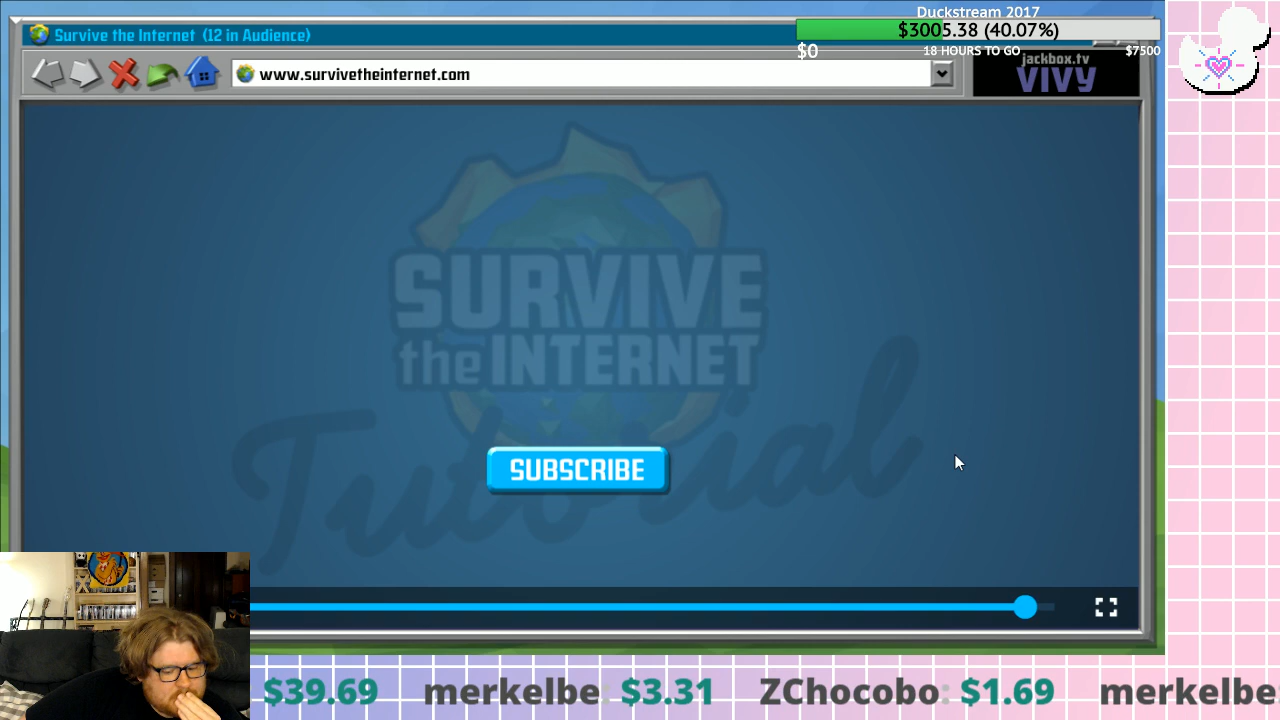 Duckstream 2017
Survive the Internet (12 in Audience)
$3005.38 (40.07%)
$0
18 HOURS TO GO
$7500
www.survivetheinternet.com
jackbox.tv
VIVY
SURVIVE
the INTERNET
Tutorial
SUBSCRIBE
$39.69 merkelbe: $3.31 ZChocobo: $1.69 merkelbe: